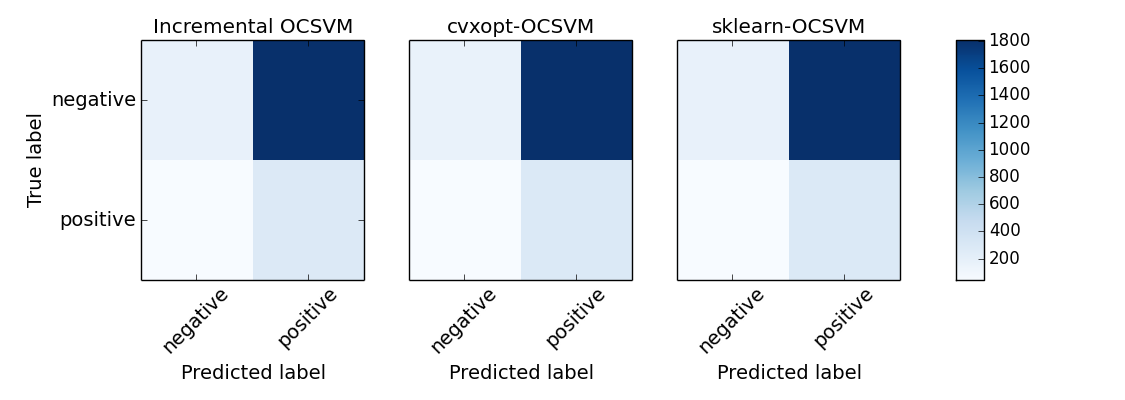 Incremental OCSVM
cvxopt-OCSVM
sklearn-OCSVM
True label
negative
positive
negative
positive
Predicted label
negative
positive
Predicted label
negative
positive
Predicted label
1800
1600
1400
1200
1000
800
600
400
200